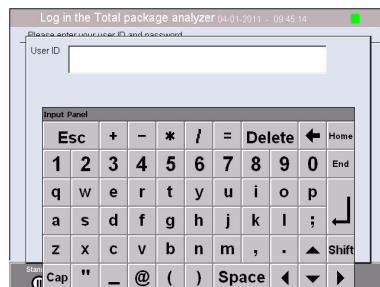 Log in the Total package analyzer 04-01-2011 - 09:45 14
Please enter your user ID and password
User ID
Input Panel
Esc + - * / = Delete Home
1 2 3 4 5 6 7 8 9 0 End
q w e r t y u i o p
a s d f g h j k l ;
z x c v b n m , . Shift
Cap " _ @ ( ) Space